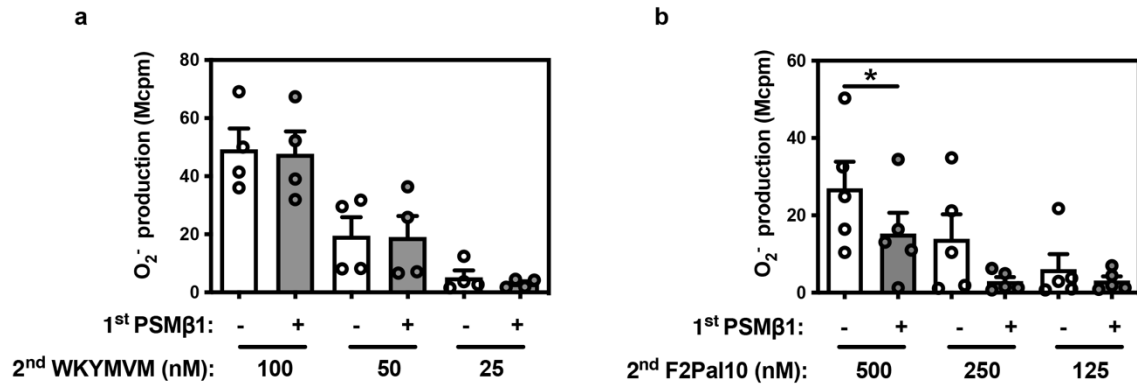 a
b
O₂⁻ production (Mcpm)
80
60
40
20
0
1ˢᵗ PSMβ1: - + - + - +
2ⁿᵈ WKYMVM (nM): 100 50 25
O₂⁻ production (Mcpm)
60
40
20
0
*
1ˢᵗ PSMβ1: - + - + - +
2ⁿᵈ F2Pal10 (nM): 500 250 125